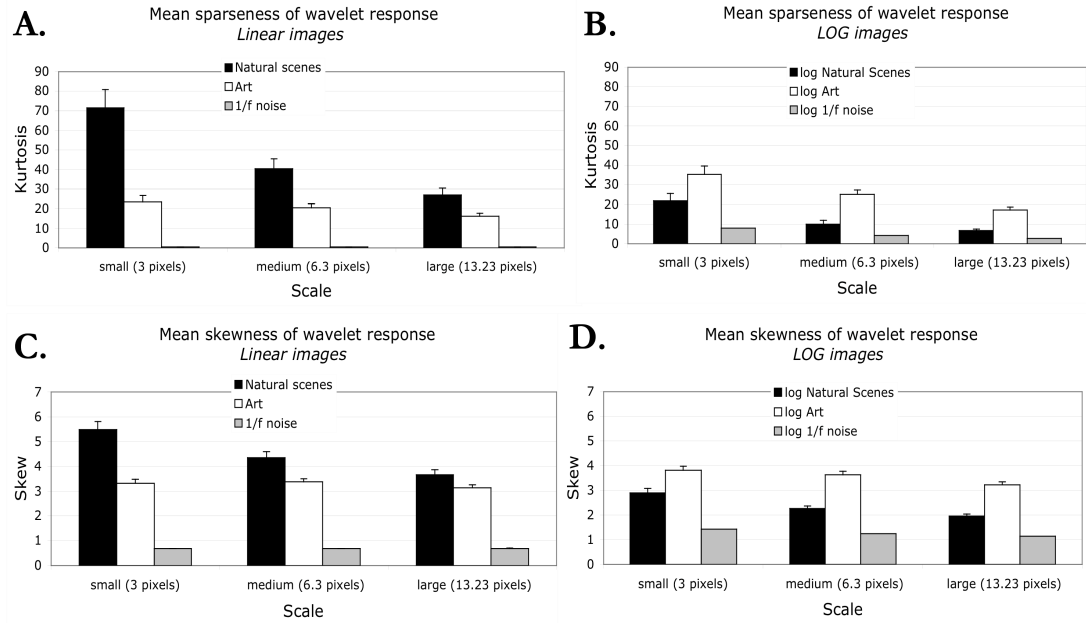 A.
Mean sparseness of wavelet response
Linear images
Natural scenes
Art
1/f noise
90
80
70
60
50
40
30
20
10
0
Kurtosis
small (3 pixels)
medium (6.3 pixels)
large (13.23 pixels)
Scale
B.
Mean sparseness of wavelet response
LOG images
log Natural Scenes
log Art
log 1/f noise
90
80
70
60
50
40
30
20
10
0
Kurtosis
small (3 pixels)
medium (6.3 pixels)
large (13.23 pixels)
Scale
C.
Mean skewness of wavelet response
Linear images
Natural scenes
Art
1/f noise
7
6
5
4
3
2
1
0
Skew
small (3 pixels)
medium (6.3 pixels)
large (13.23 pixels)
Scale
D.
Mean skewness of wavelet response
LOG images
log Natural Scenes
log Art
log 1/f noise
7
6
5
4
3
2
1
0
Skew
small (3 pixels)
medium (6.3 pixels)
large (13.23 pixels)
Scale